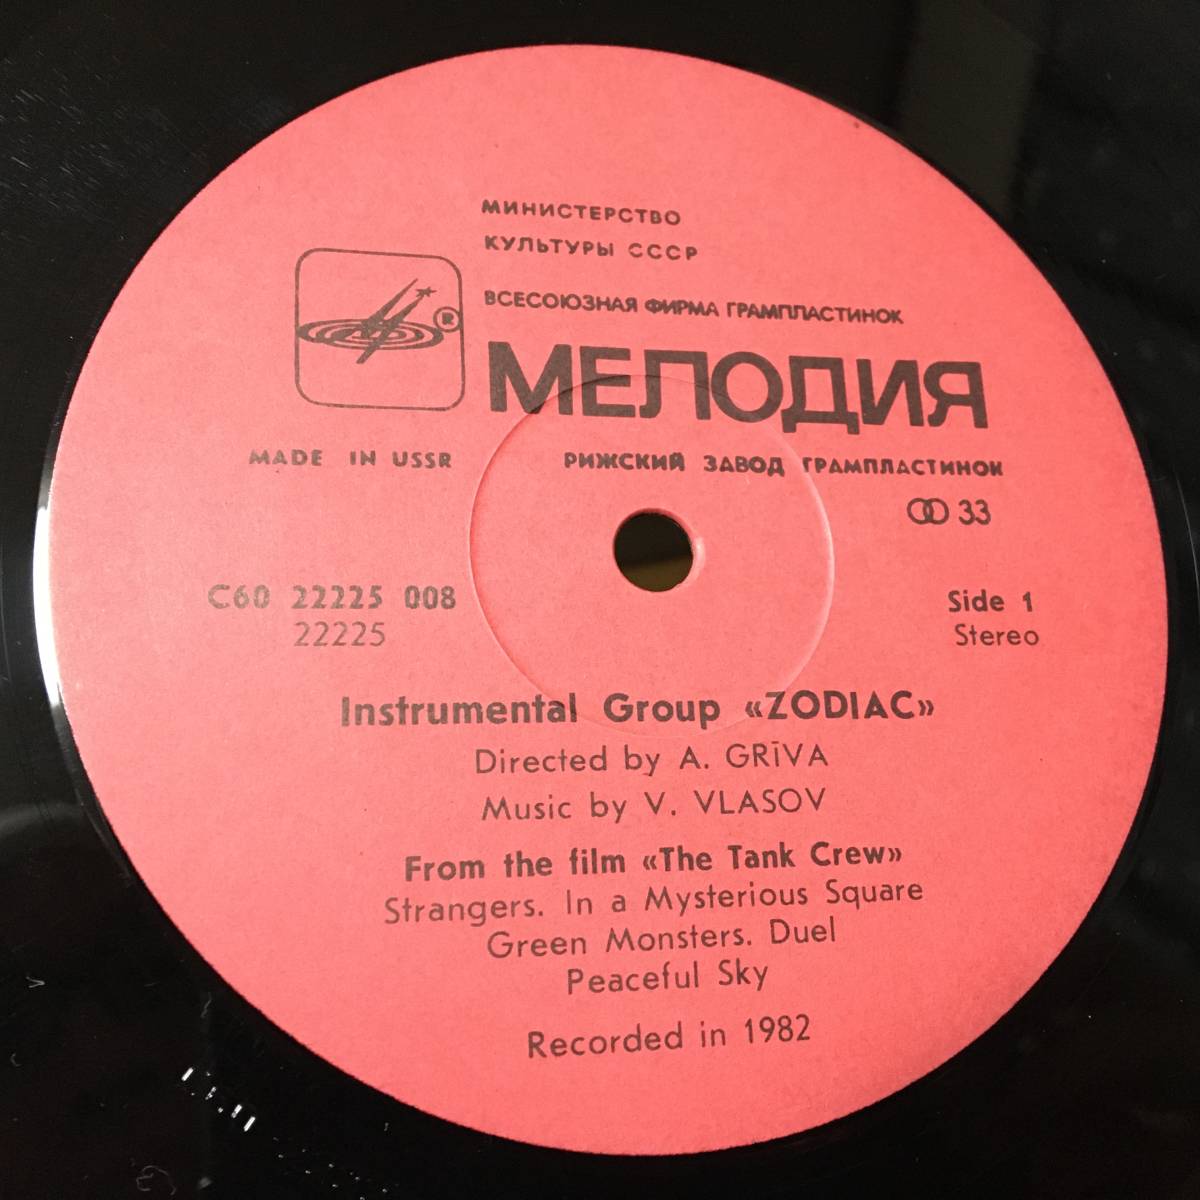 МИНИСТЕРСТВО
КУЛЬТУРЫ СССР
ВСЕСОЮЗНАЯ ФИРМА ГРАМПЛАСТИНОК
®
МЕЛОДИЯ
MADE IN USSR
РИЖСКИЙ ЗАВОД ГРАМПЛАСТИНОК
33
С60 22225 008
22225
Side 1
Stereo
Instrumental Group «ZODIAC»
Directed by A. GRĪVA
Music by V. VLASOV
From the film «The Tank Crew»
Strangers. In a Mysterious Square
Green Monsters. Duel
Peaceful Sky
Recorded in 1982